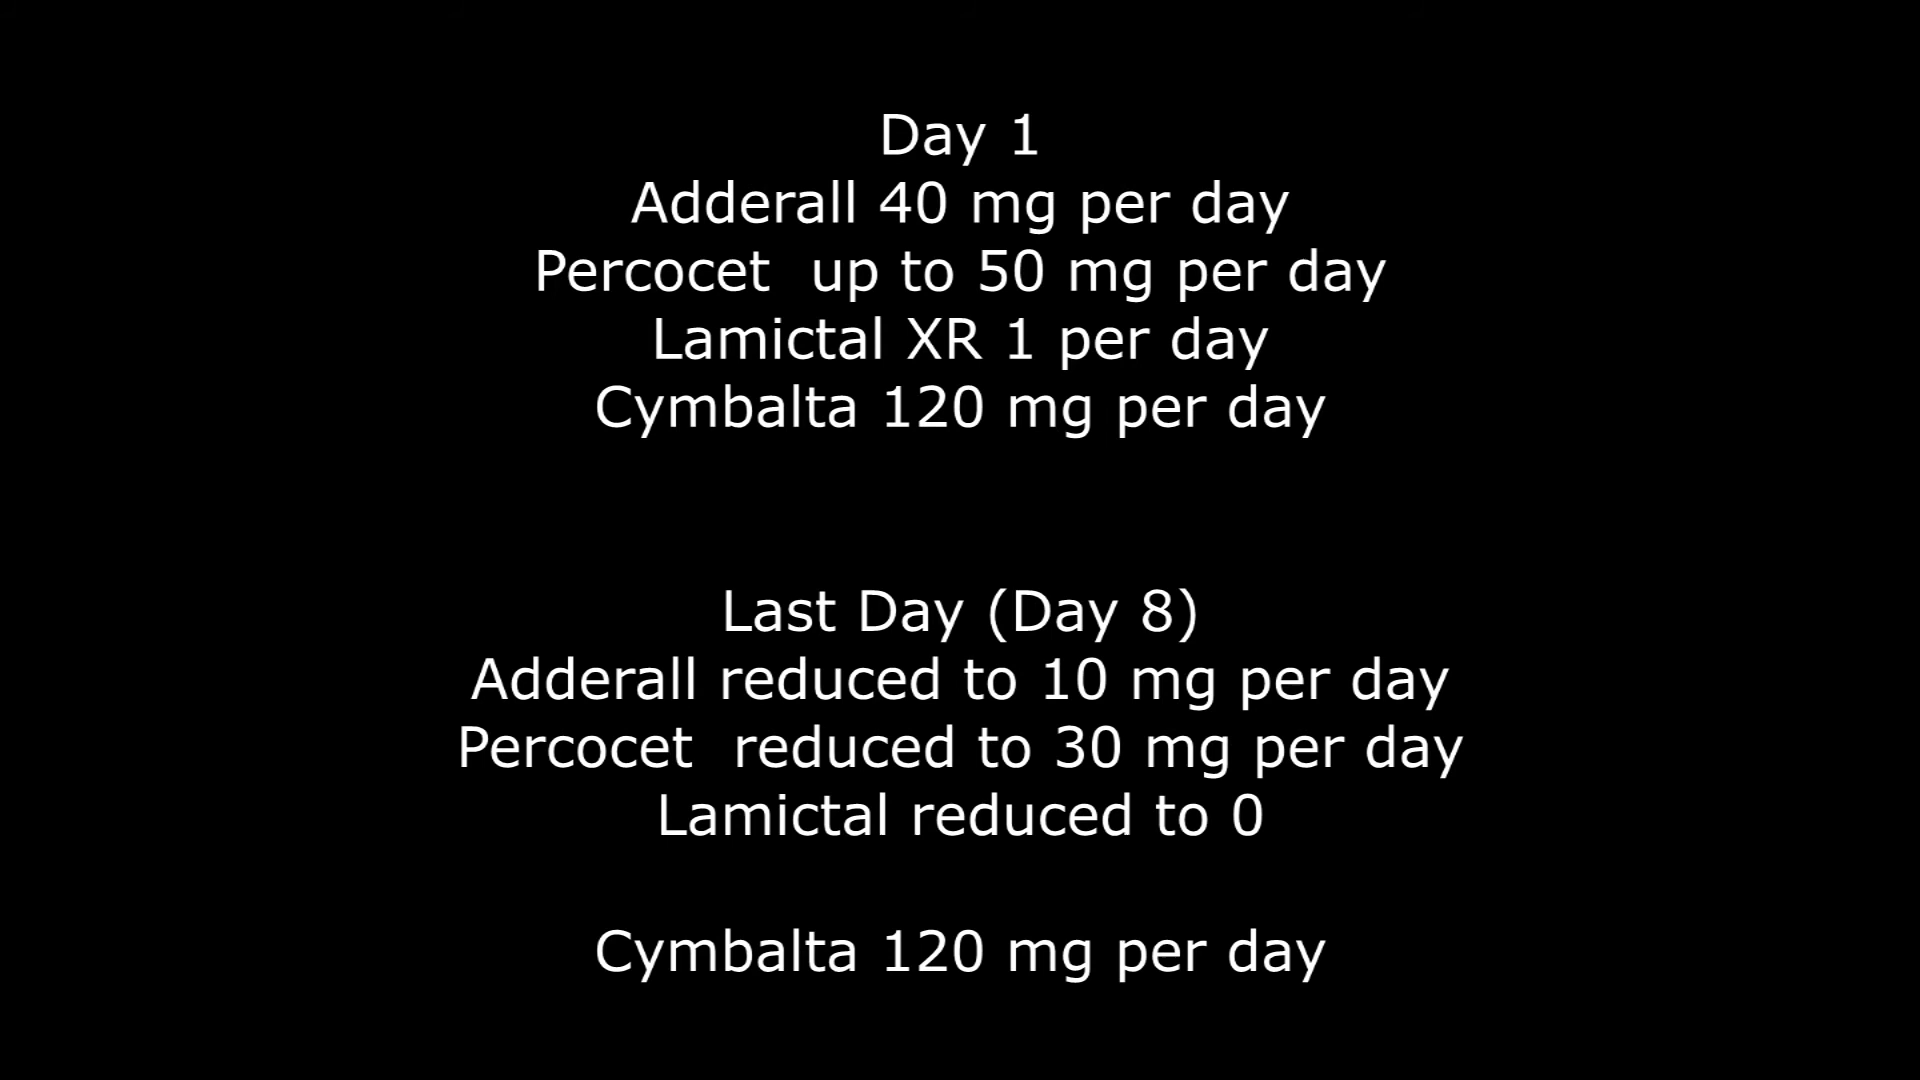 Day 1
Adderall 40 mg per day
Percocet  up to 50 mg per day
Lamictal XR 1 per day
Cymbalta 120 mg per day
Last Day (Day 8)
Adderall reduced to 10 mg per day
Percocet  reduced to 30 mg per day
Lamictal reduced to 0
Cymbalta 120 mg per day